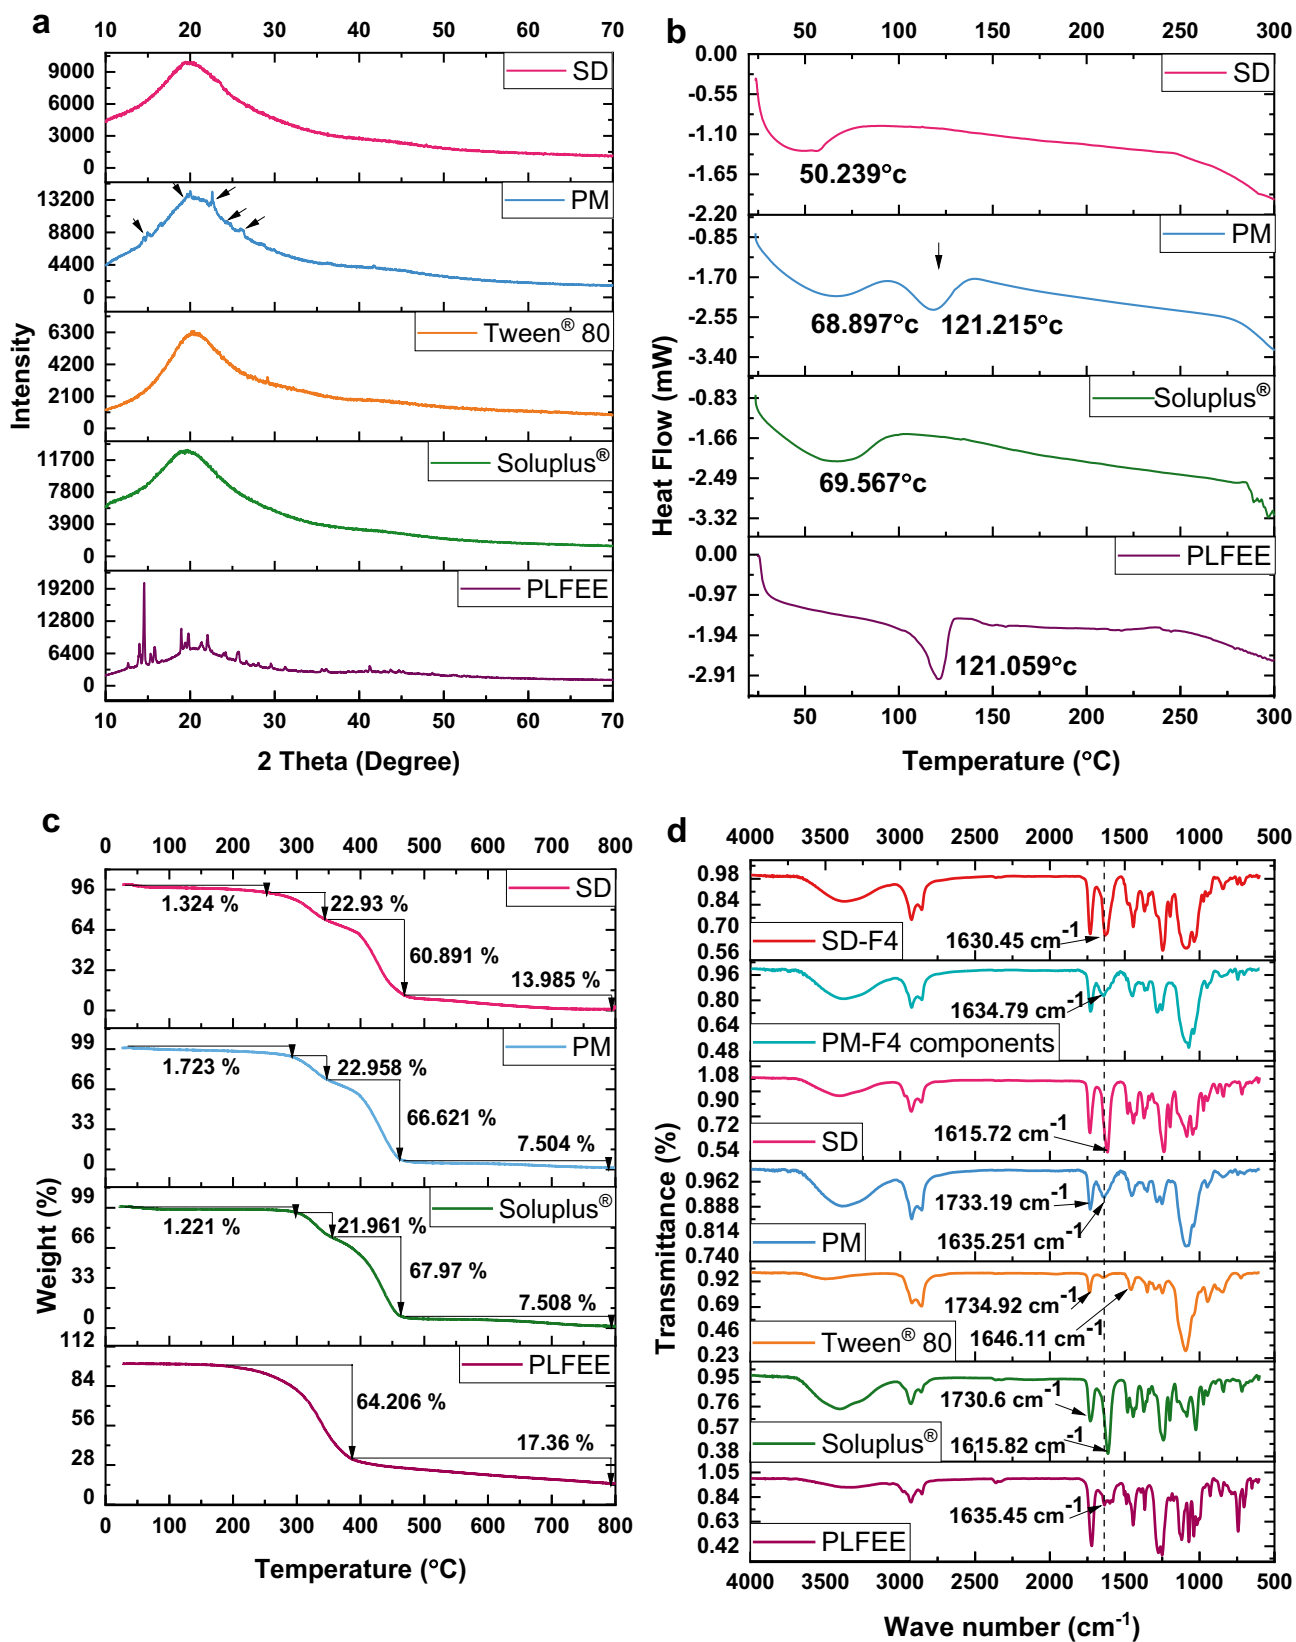 a
10 20 30 40 50 60 70
9000
6000
3000
0
SD
13200
8800
4400
0
PM
6300
4200
2100
0
Tween® 80
11700
7800
3900
0
Soluplus®
19200
12800
6400
0
PLFEE
10 20 30 40 50 60 70
Intensity
2 Theta (Degree)
b
50 100 150 200 250 300
0.00
-0.55
-1.10
-1.65
-2.20
SD
50.239°c
-0.85
-1.70
-2.55
-3.40
PM
68.897°c 121.215°c
-0.83
-1.66
-2.49
-3.32
Soluplus®
69.567°c
0.00
-0.97
-1.94
-2.91
PLFEE
121.059°c
50 100 150 200 250 300
Heat Flow (mW)
Temperature (°C)
c
0 100 200 300 400 500 600 700 800
96
64
32
0
SD
1.324 % 22.93 %
60.891 %
13.985 %
99
66
33
0
PM
1.723 % 22.958 %
66.621 %
7.504 %
99
66
33
0
Soluplus®
1.221 % 21.961 %
67.97 %
7.508 %
112
84
56
28
0
PLFEE
64.206 %
17.36 %
0 100 200 300 400 500 600 700 800
Weight (%)
Temperature (°C)
d
4000 3500 3000 2500 2000 1500 1000 500
0.98
0.84
0.70
0.56
SD-F4
1630.45 cm-1
0.96
0.80
0.64
0.48
PM-F4 components
1634.79 cm-1
1.08
0.90
0.72
0.54
SD
1615.72 cm-1
0.962
0.888
0.814
0.740
PM
1733.19 cm-1
1635.251 cm-1
0.92
0.69
0.46
0.23
Tween® 80
1734.92 cm-1
1646.11 cm-1
0.95
0.76
0.57
0.38
Soluplus®
1730.6 cm-1
1615.82 cm-1
1.05
0.84
0.63
0.42
PLFEE
1635.45 cm-1
4000 3500 3000 2500 2000 1500 1000 500
Transmittance (%)
Wave number (cm-1)